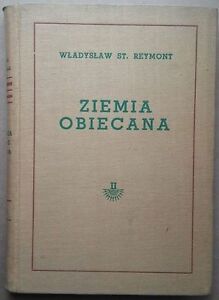 WŁADYSŁAW ST. REYMONT
ZIEMIA
OBIECANA
II